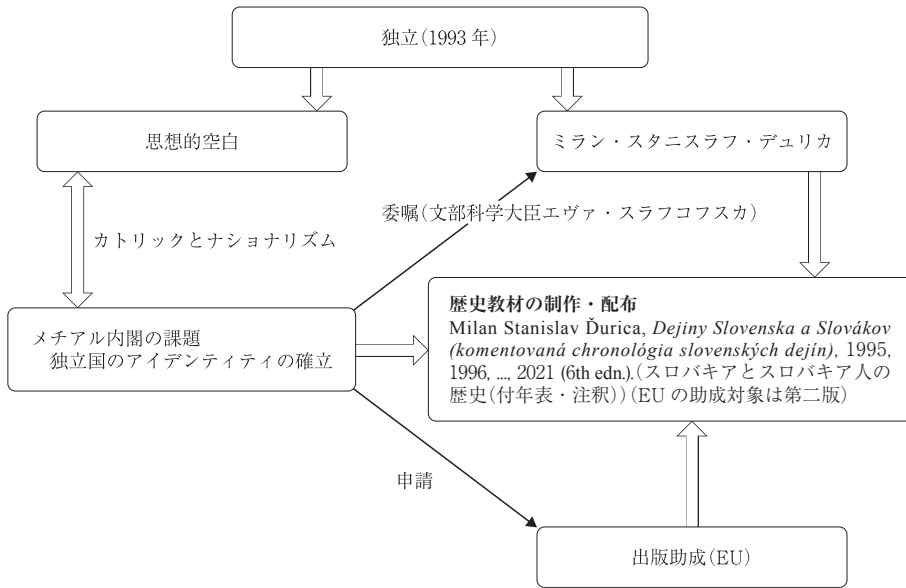 独立(1993 年)
思想的空白
ミラン・スタニスラフ・デュリカ
委嘱(文部科学大臣エヴァ・スラフコフスカ)
カトリックとナショナリズム
メチアル内閣の課題
独立国のアイデンティティの確立
歴史教材の制作・配布
Milan Stanislav Ďurica, Dejiny Slovenska a Slovákov
(komentovaná chronológia slovenských dejín), 1995,
1996, ..., 2021 (6th edn.).(スロバキアとスロバキア人の
歴史(付年表・注釈))(EU の助成対象は第二版)
申請
出版助成(EU)